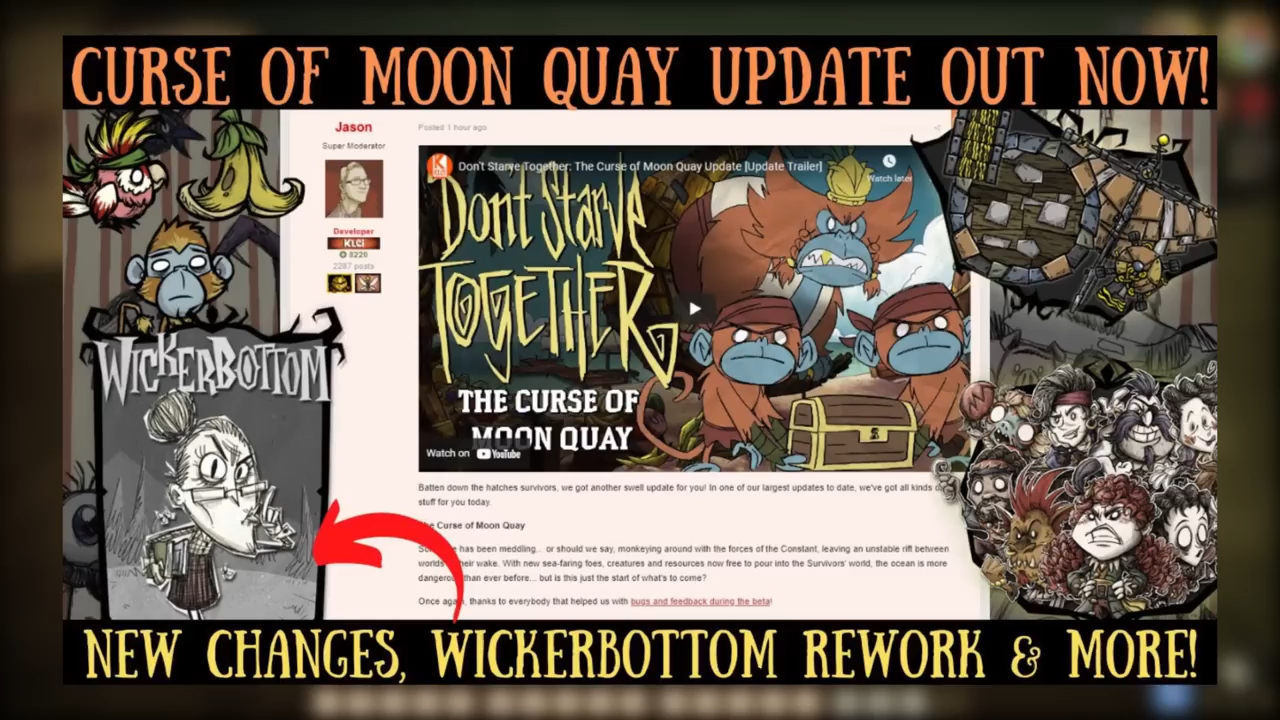 CURSE OF MOON QUAY UPDATE OUT NOW!
Jason
Super Moderator
Developer
KLei
8220
2287 posts
Posted 1 hour ago
Don't Starve Together: The Curse of Moon Quay Update [Update Trailer]
Watch later
Don't Starve
TOGETHER
THE CURSE OF
MOON QUAY
Watch on YouTube
WICKERBOTTOM
Batten down the hatches survivors, we got another swell update for you! In one of our largest updates to date, we've got all kinds
stuff for you today.
Curse of Moon Quay
has been meddling... or should we say, monkeying around with the forces of the Constant, leaving an unstable rift between
worlds their wake. With new sea-faring foes, creatures and resources now free to pour into the Survivors' world, the ocean is more
than ever before... but is this just the start of what's to come?
Once again, thanks to everybody that helped us with bugs and feedback during the beta!
NEW CHANGES, WICKERBOTTOM REWORK & MORE!